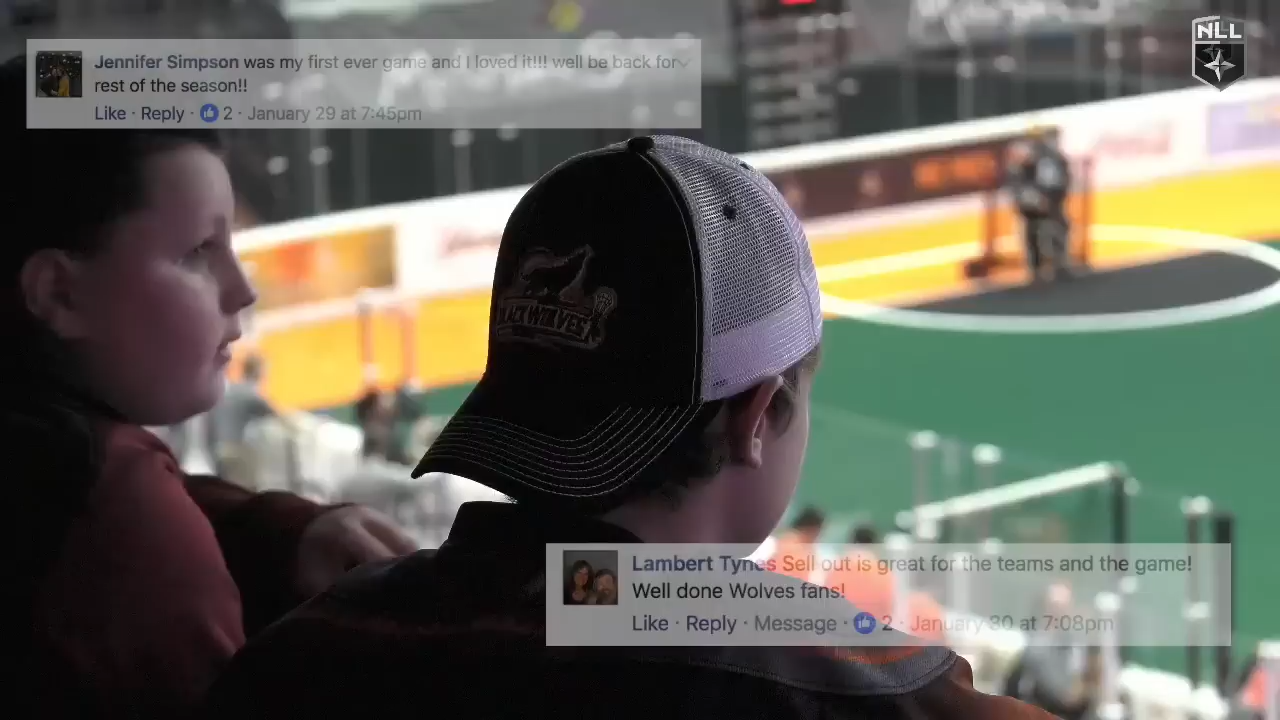 NLL
Jennifer Simpson was my first ever game and I loved it!!! well be back for
rest of the season!!
Like · Reply · 2 · January 29 at 7:45pm
Lambert Tynes Sell out is great for the teams and the game!
Well done Wolves fans!
Like · Reply · Message · 2 · January 30 at 7:08pm